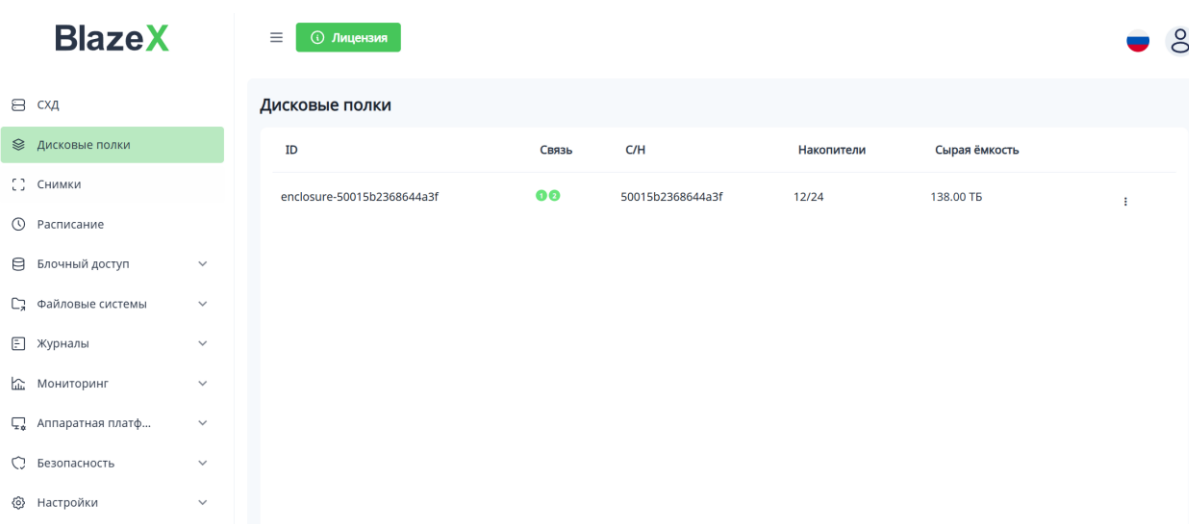 BlazeX
Лицензия
СХД
Дисковые полки
Снимки
Расписание
Блочный доступ
Файловые системы
Журналы
Мониторинг
Аппаратная платф...
Безопасность
Настройки
Дисковые полки
ID Связь С/Н Накопители Сырая ёмкость
enclosure-50015b2368644a3f 1 2 50015b2368644a3f 12/24 138.00 ТБ